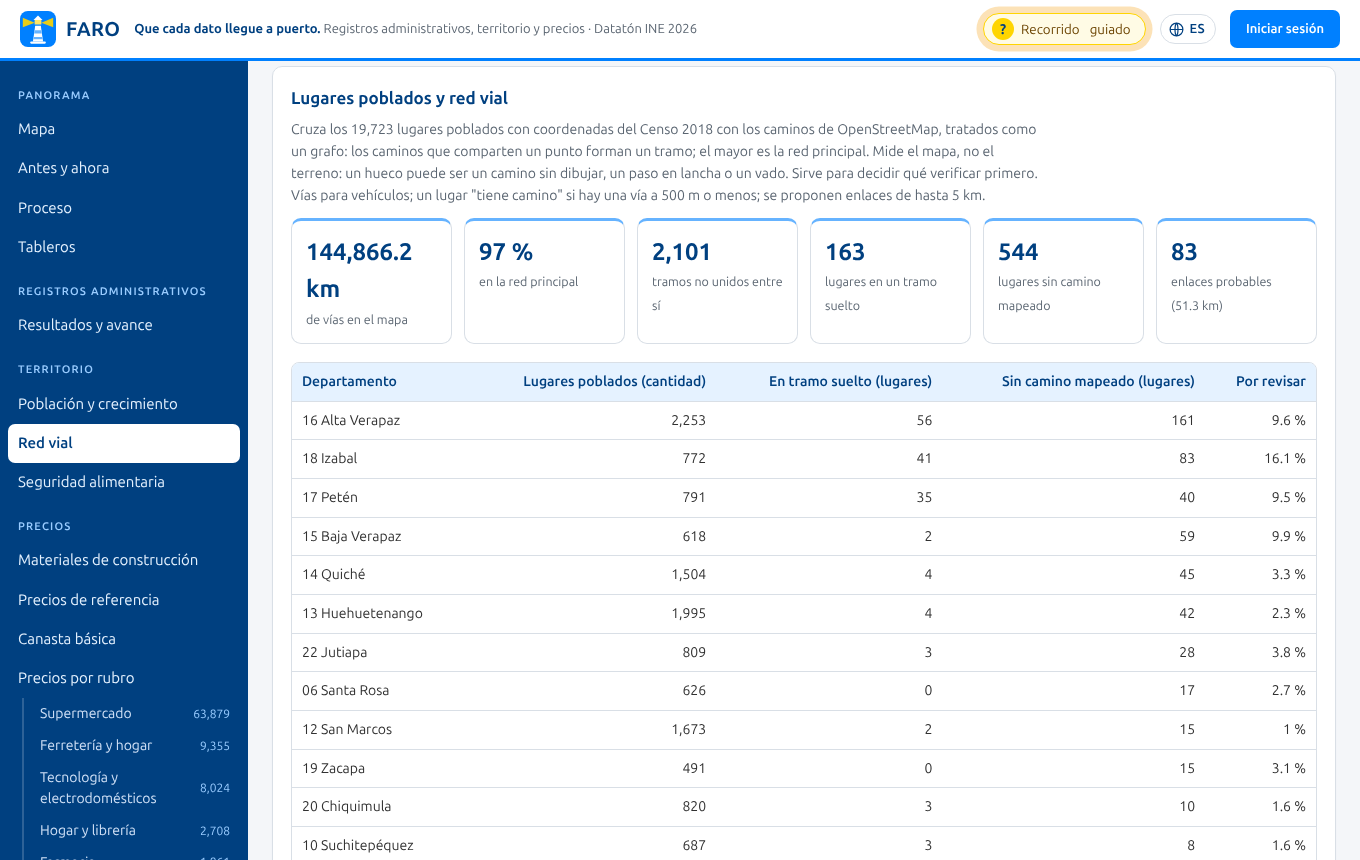 FARO
Que cada dato llegue a puerto. Registros administrativos, territorio y precios · Datatón INE 2026
? Recorrido guiado
ES
Iniciar sesión
PANORAMA
Mapa
Antes y ahora
Proceso
Tableros
REGISTROS ADMINISTRATIVOS
Resultados y avance
TERRITORIO
Población y crecimiento
Red vial
Seguridad alimentaria
PRECIOS
Materiales de construcción
Precios de referencia
Canasta básica
Precios por rubro
Supermercado 63,879
Ferretería y hogar 9,355
Tecnología y
electrodomésticos 8,024
Hogar y librería 2,708
Lugares poblados y red vial
Cruza los 19,723 lugares poblados con coordenadas del Censo 2018 con los caminos de OpenStreetMap, tratados como
un grafo: los caminos que comparten un punto forman un tramo; el mayor es la red principal. Mide el mapa, no el
terreno: un hueco puede ser un camino sin dibujar, un paso en lancha o un vado. Sirve para decidir qué verificar primero.
Vías para vehículos; un lugar "tiene camino" si hay una vía a 500 m o menos; se proponen enlaces de hasta 5 km.
144,866.2
km
de vías en el mapa
97 %
en la red principal
2,101
tramos no unidos entre
sí
163
lugares en un tramo
suelto
544
lugares sin camino
mapeado
83
enlaces probables
(51.3 km)
Departamento Lugares poblados (cantidad) En tramo suelto (lugares) Sin camino mapeado (lugares) Por revisar
16 Alta Verapaz 2,253 56 161 9.6 %
18 Izabal 772 41 83 16.1 %
17 Petén 791 35 40 9.5 %
15 Baja Verapaz 618 2 59 9.9 %
14 Quiché 1,504 4 45 3.3 %
13 Huehuetenango 1,995 4 42 2.3 %
22 Jutiapa 809 3 28 3.8 %
06 Santa Rosa 626 0 17 2.7 %
12 San Marcos 1,673 2 15 1 %
19 Zacapa 491 0 15 3.1 %
20 Chiquimula 820 3 10 1.6 %
10 Suchitepéquez 687 3 8 1.6 %